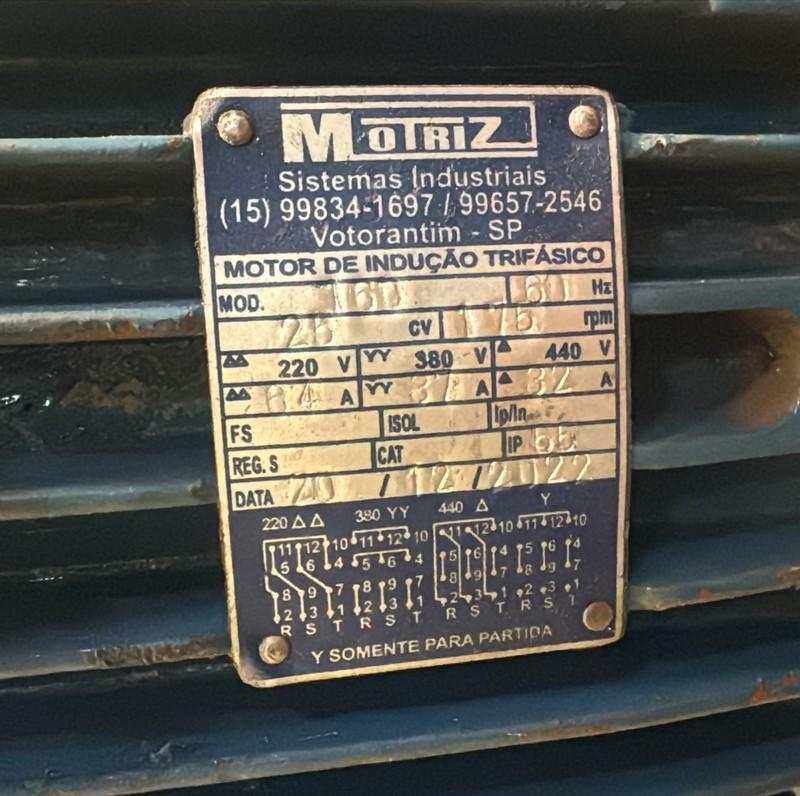 MOTRIZ
Sistemas Industriais
(15) 99834-1697 / 99657-2546
Votorantim - SP
MOTOR DE INDUÇÃO TRIFÁSICO
MOD. 160 60 Hz
25 CV 175 rpm
ΔΔ 220 V YY 380 V Δ 440 V
ΔΔ 64 A YY 37 A Δ 32 A
FS ISOL Ip/In
REG. S CAT IP 55
DATA 20 / 12 / 2022
220 Δ Δ 380 YY 440 Δ Y
11 12 10 11 12 10 11 12 10 11 12 10
5 6 4 5 6 4 5 6 4 5 6 4
8 9 7 8 9 7 8 9 7 8 9 7
2 3 1 2 3 1 2 3 1 2 3 1
R S T R S T R S T R S T
Y SOMENTE PARA PARTIDA